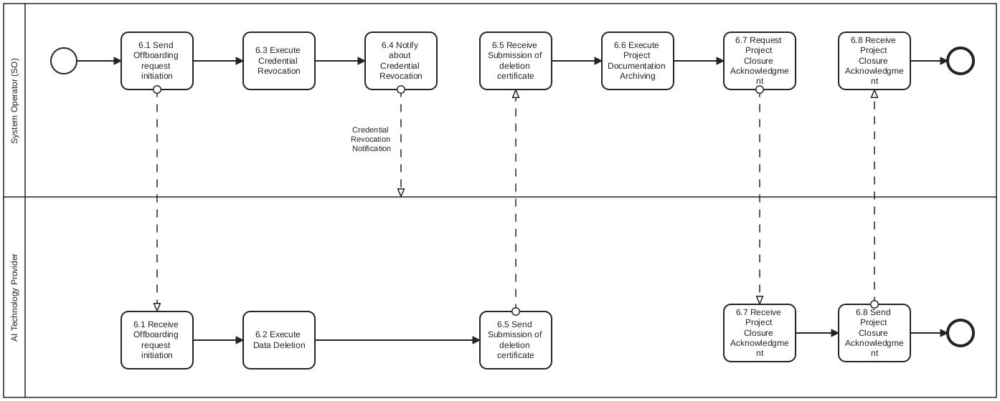 System Operator (SO)
6.1 Send
Offboarding
request
initiation
6.3 Execute
Credential
Revocation
6.4 Notify
about
Credential
Revocation
6.5 Receive
Submission of
deletion
certificate
6.6 Execute
Project
Documentation
Archiving
6.7 Request
Project
Closure
Acknowledgme
nt
6.8 Receive
Project
Closure
Acknowledgme
nt
Credential
Revocation
Notification
AI Technology Provider
6.1 Receive
Offboarding
request
initiation
6.2 Execute
Data Deletion
6.5 Send
Submission of
deletion
certificate
6.7 Receive
Project
Closure
Acknowledgme
nt
6.8 Send
Project
Closure
Acknowledgme
nt